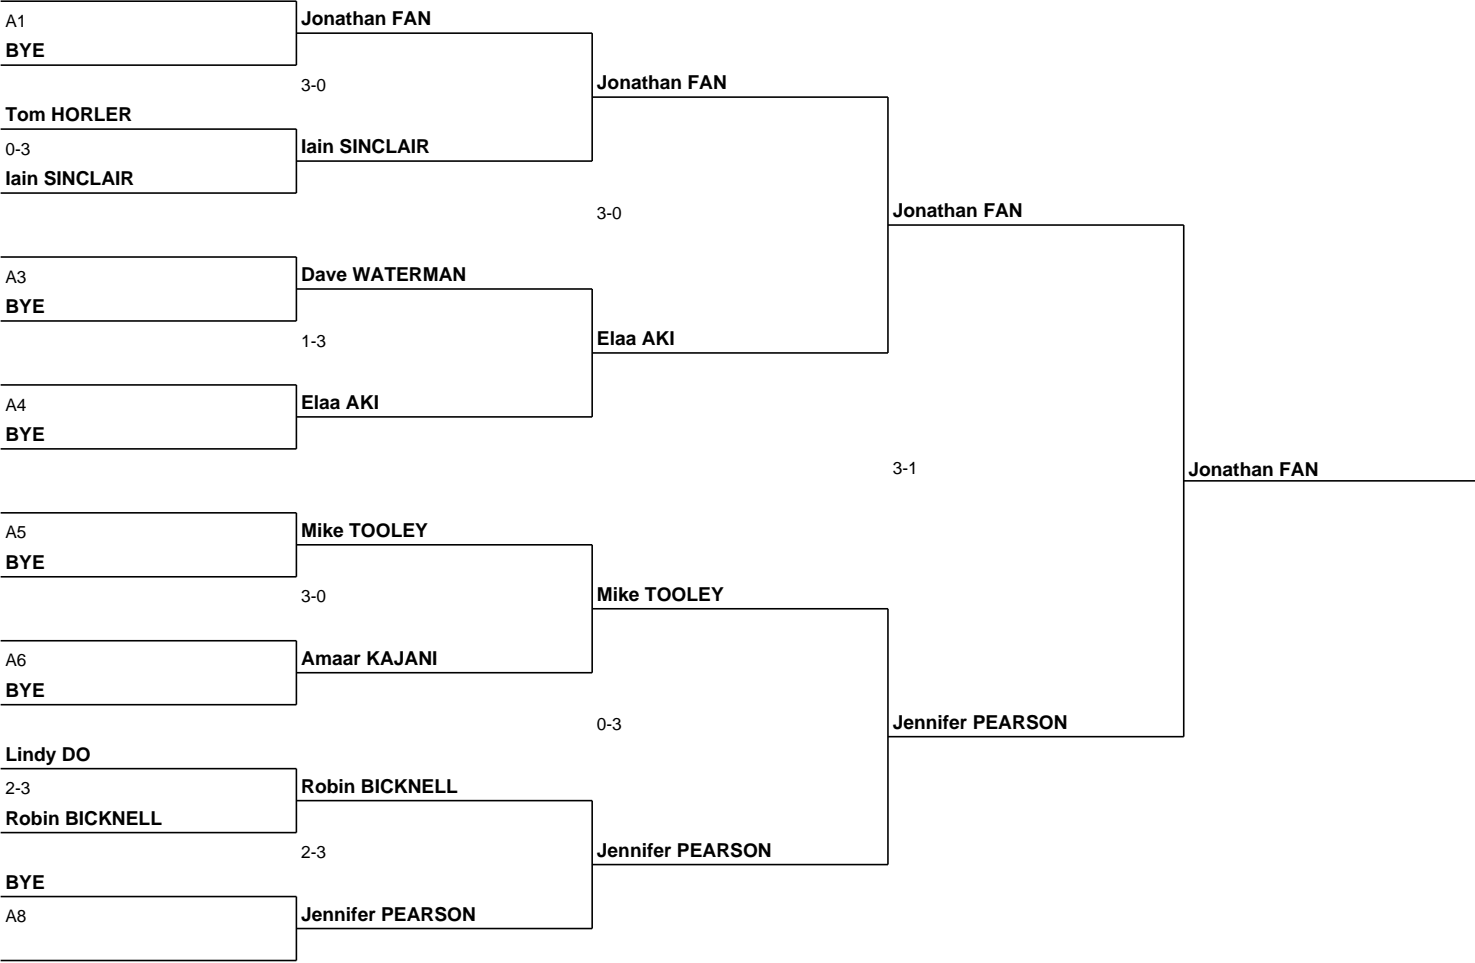 A1
BYE
Tom HORLER
0-3
Iain SINCLAIR
A3
BYE
A4
BYE
A5
BYE
A6
BYE
Lindy DO
2-3
Robin BICKNELL
BYE
A8
Jonathan FAN
3-0
Iain SINCLAIR
Dave WATERMAN
1-3
Elaa AKI
Mike TOOLEY
3-0
Amaar KAJANI
Robin BICKNELL
2-3
Jennifer PEARSON
Jonathan FAN
3-0
Elaa AKI
Mike TOOLEY
0-3
Jennifer PEARSON
Jonathan FAN
3-1
Jennifer PEARSON
Jonathan FAN